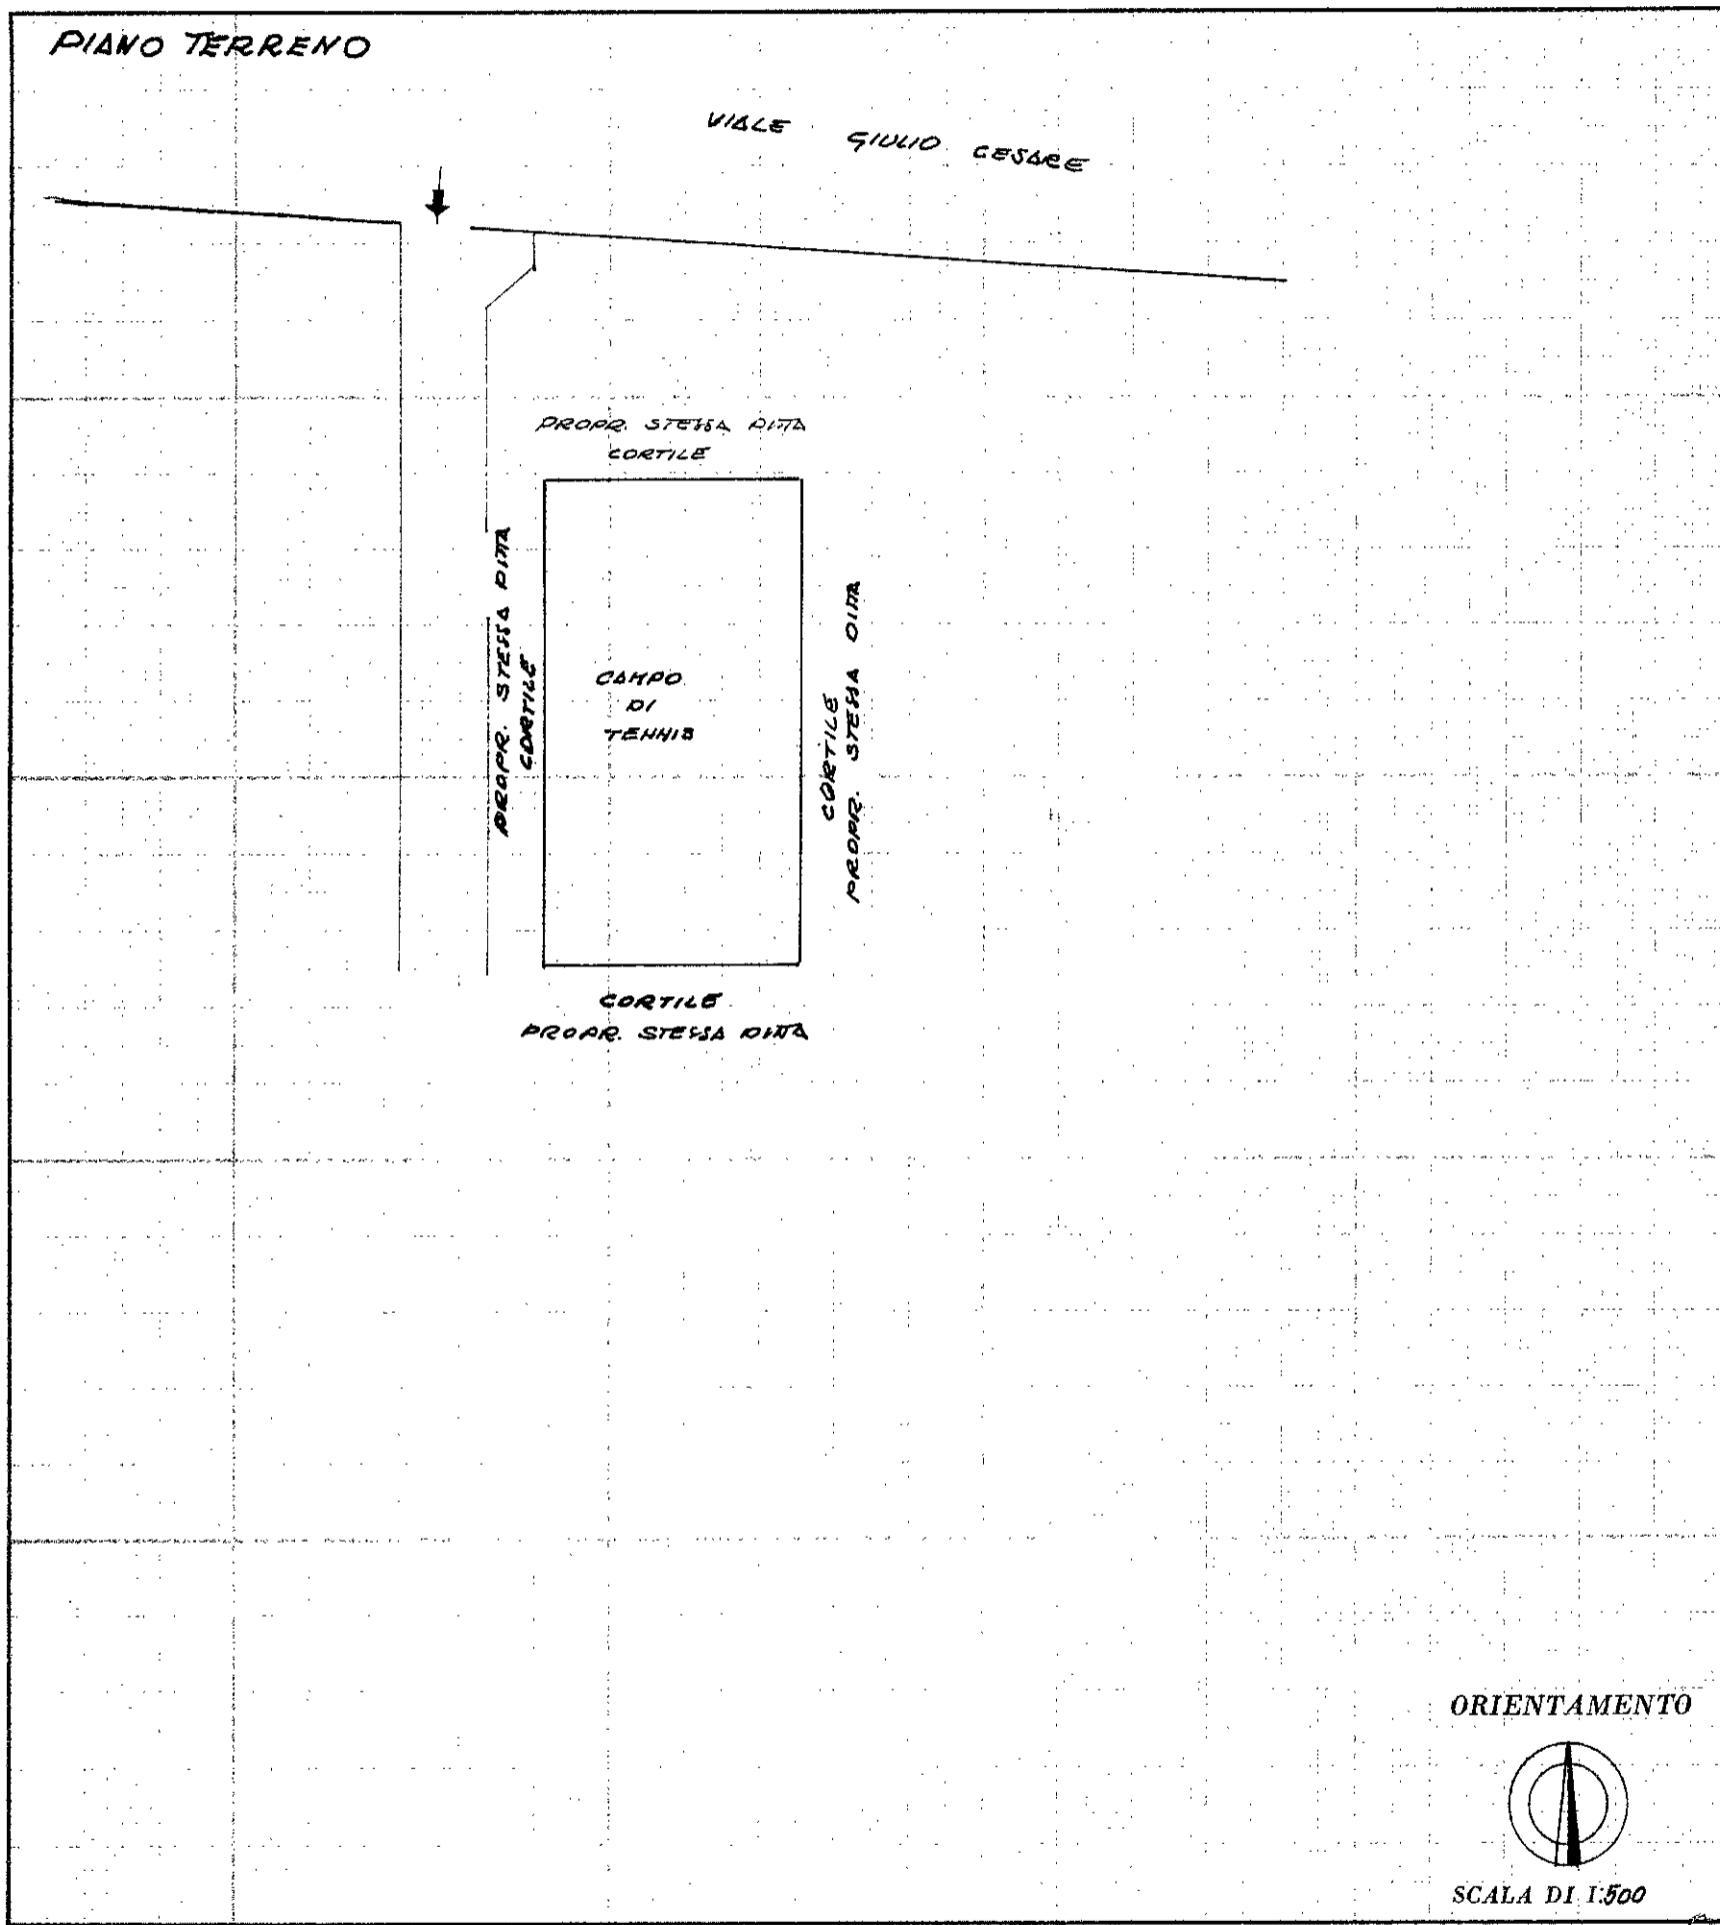 PIANO TERRENO
VIALE GIULIO CESARE
PROPR. STESSA DITTA
CORTILE
PROPR. STESSA DITTA
CORTILE
CAMPO
DI
TENNIS
CORTILE
PROPR. STESSA DITTA
CORTILE
PROPR. STESSA DITTA
ORIENTAMENTO
SCALA DI 1:500